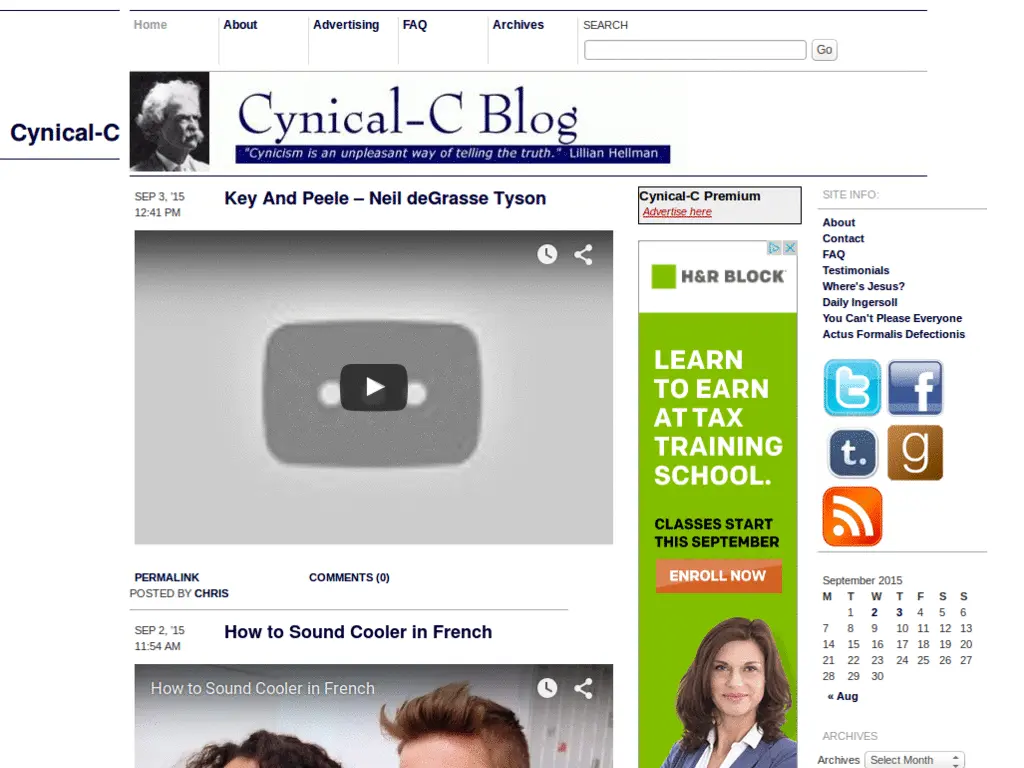 Home
About
Advertising
FAQ
Archives
SEARCH
Go
Cynical-C
Cynical-C Blog
"Cynicism is an unpleasant way of telling the truth." Lillian Hellman
SEP 3, '15
12:41 PM
Key And Peele – Neil deGrasse Tyson
PERMALINK
COMMENTS (0)
POSTED BY CHRIS
SEP 2, '15
11:54 AM
How to Sound Cooler in French
How to Sound Cooler in French
Cynical-C Premium
Advertise here
H&R BLOCK
LEARN
TO EARN
AT TAX
TRAINING
SCHOOL.
CLASSES START
THIS SEPTEMBER
ENROLL NOW
SITE INFO:
About
Contact
FAQ
Testimonials
Where's Jesus?
Daily Ingersoll
You Can't Please Everyone
Actus Formalis Defectionis
t.
g
September 2015
M T W T F S S
1 2 3 4 5 6
7 8 9 10 11 12 13
14 15 16 17 18 19 20
21 22 23 24 25 26 27
28 29 30
« Aug
ARCHIVES
Archives Select Month